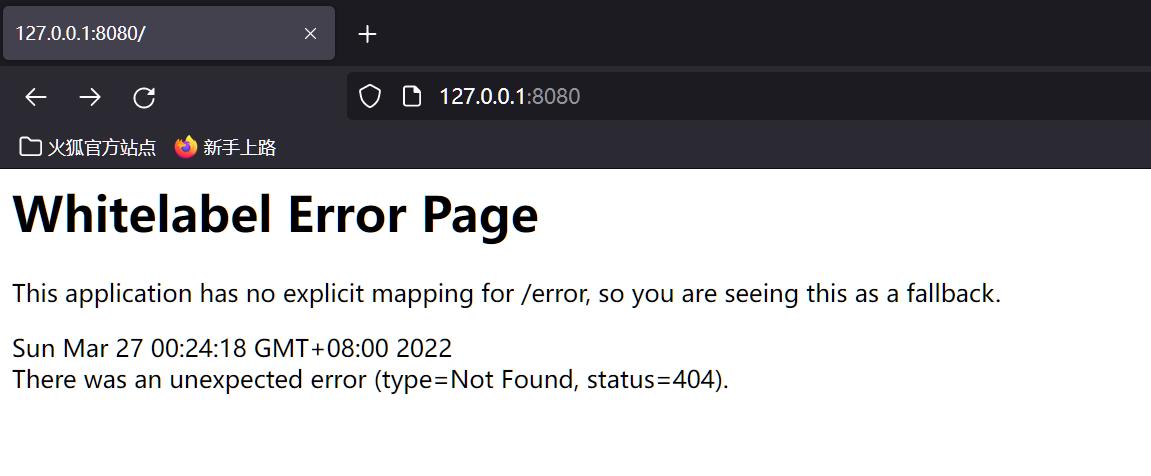 127.0.0.1:8080/
127.0.0.1:8080
火狐官方站点 新手上路
Whitelabel Error Page
This application has no explicit mapping for /error, so you are seeing this as a fallback.
Sun Mar 27 00:24:18 GMT+08:00 2022
There was an unexpected error (type=Not Found, status=404).